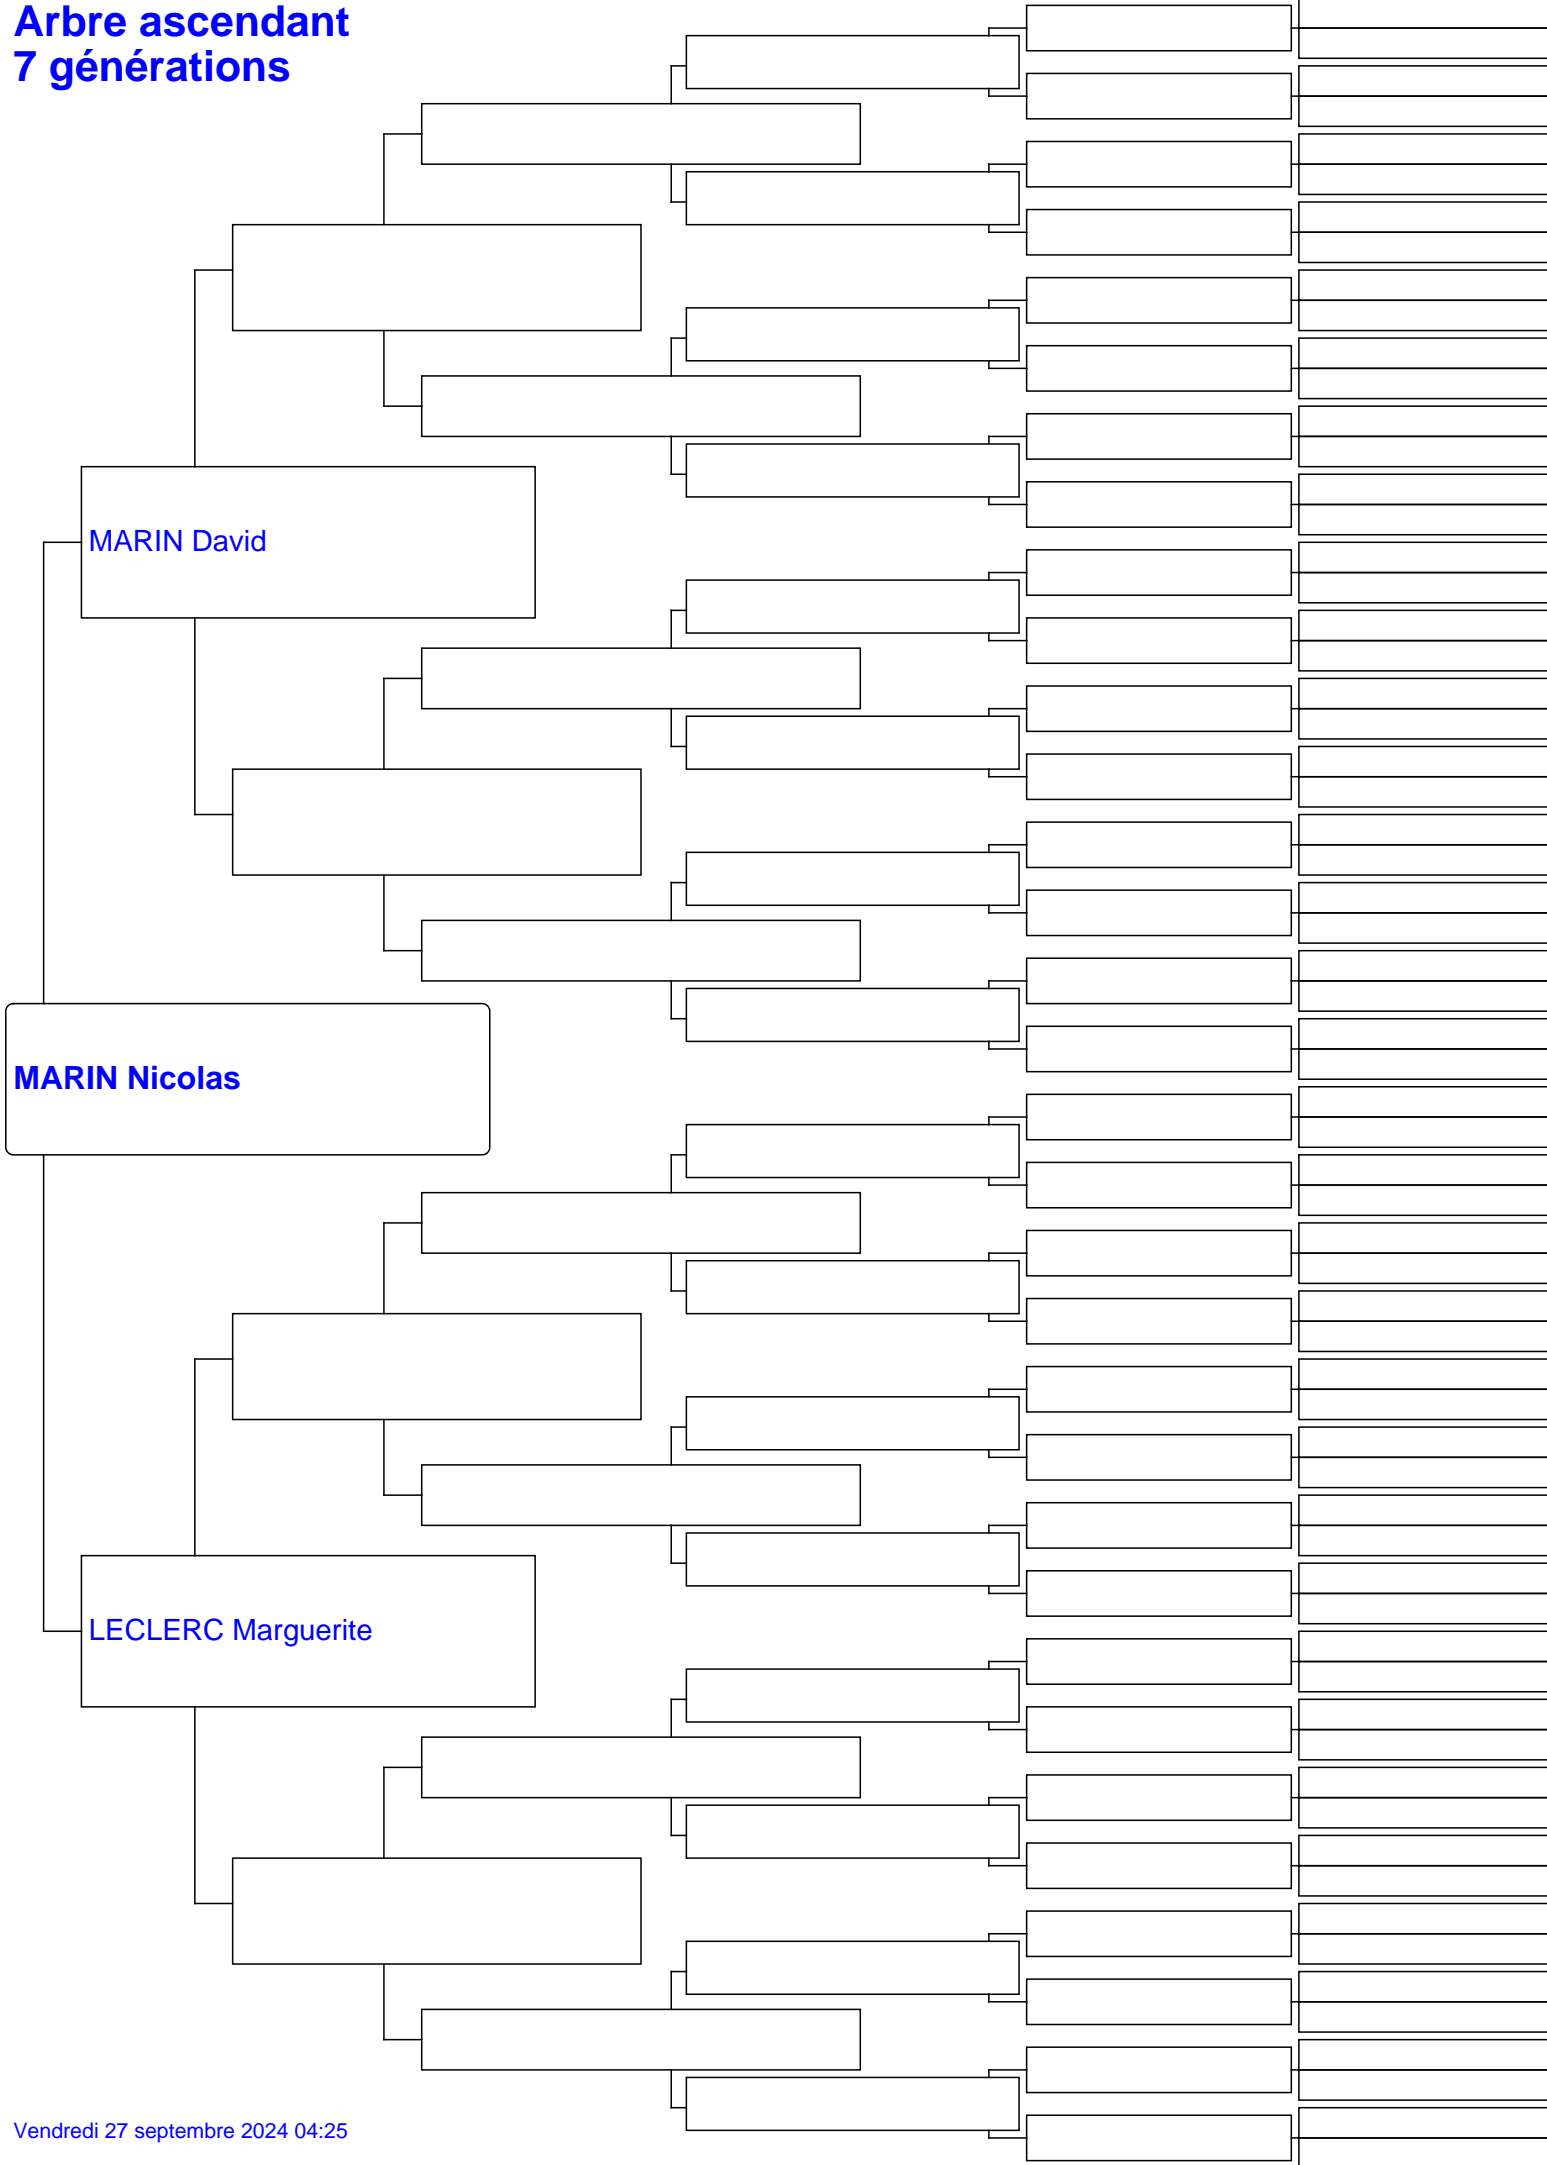 Arbre ascendant
7 générations
MARIN David
MARIN Nicolas
LECLERC Marguerite
Vendredi 27 septembre 2024 04:25